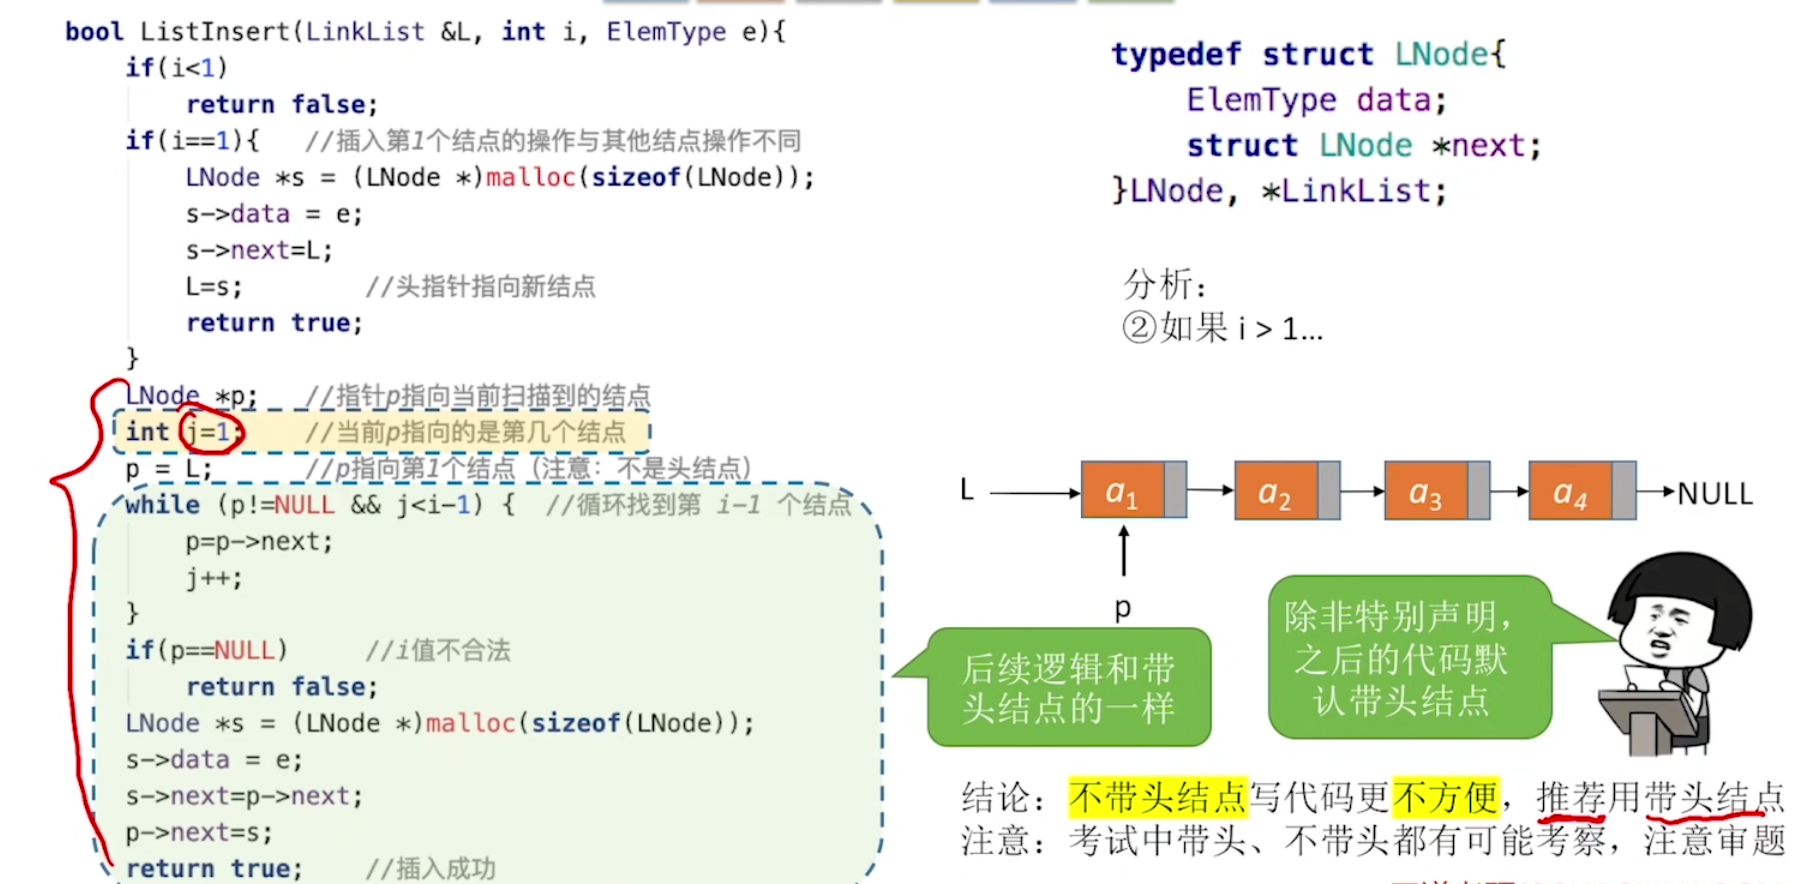 bool ListInsert(LinkList &L, int i, ElemType e){
if(i<1)
return false;
if(i==1){ //插入第1个结点的操作与其他结点操作不同
LNode *s = (LNode *)malloc(sizeof(LNode));
s->data = e;
s->next=L;
L=s; //头指针指向新结点
return true;
}
LNode *p; //指针p指向当前扫描到的结点
int j=1; //当前p指向的是第几个结点
p = L; //p指向第1个结点（注意：不是头结点）
while (p!=NULL && j<i-1) { //循环找到第 i-1 个结点
p=p->next;
j++;
}
if(p==NULL) //i值不合法
return false;
LNode *s = (LNode *)malloc(sizeof(LNode));
s->data = e;
s->next=p->next;
p->next=s;
return true; //插入成功
typedef struct LNode{
ElemType data;
struct LNode *next;
}LNode, *LinkList;
分析：
②如果 i > 1…
L a1 a2 a3 a4 NULL
p
后续逻辑和带
头结点的一样
除非特别声明，
之后的代码默
认带头结点
结论：不带头结点写代码更不方便，推荐用带头结点
注意：考试中带头、不带头都有可能考察，注意审题